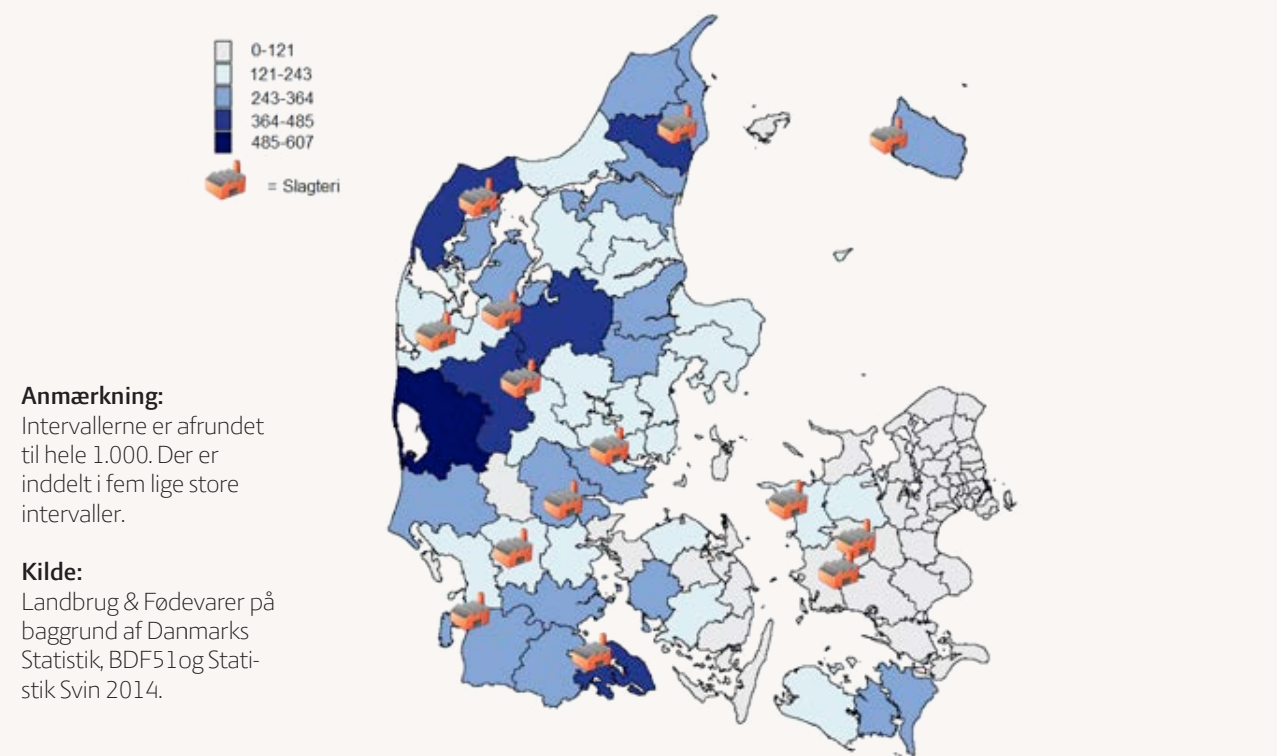 0-121
121-243
243-364
364-485
485-607
= Slagteri
Anmærkning:
Intervallerne er afrundet
til hele 1.000. Der er
inddelt i fem lige store
intervaller.
Kilde:
Landbrug & Fødevarer på
baggrund af Danmarks
Statistik, BDF51og Stati-
stik Svin 2014.